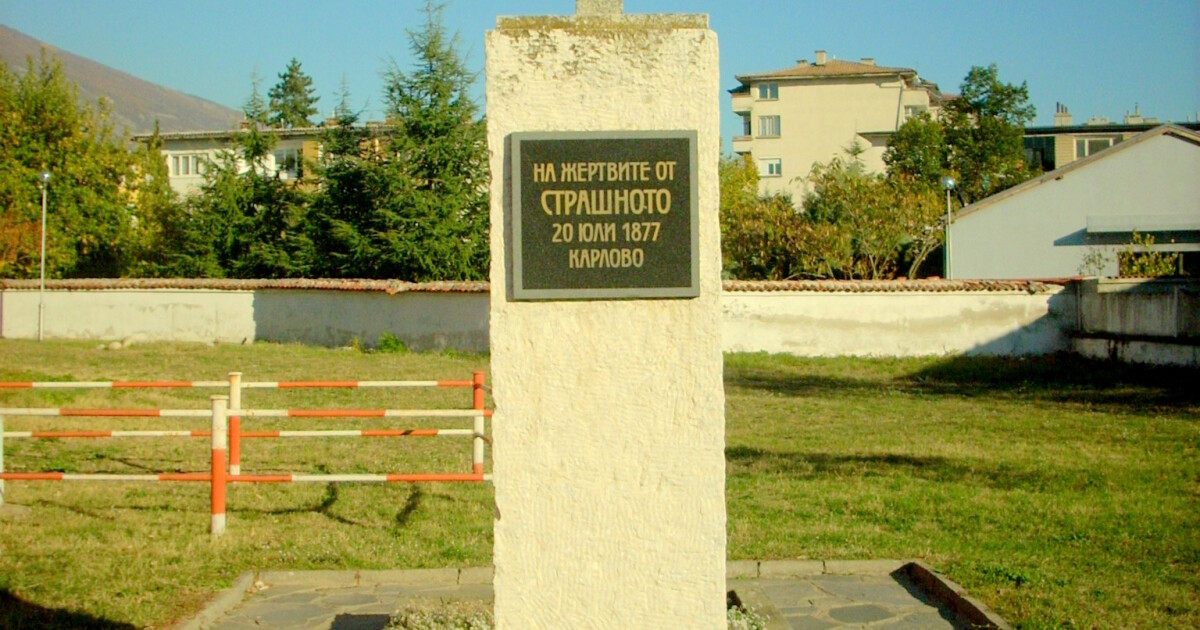 НА ЖЕРТВИТЕ ОТ
СТРАШНОТО
20 ЮЛИ 1877
КАРЛОВО